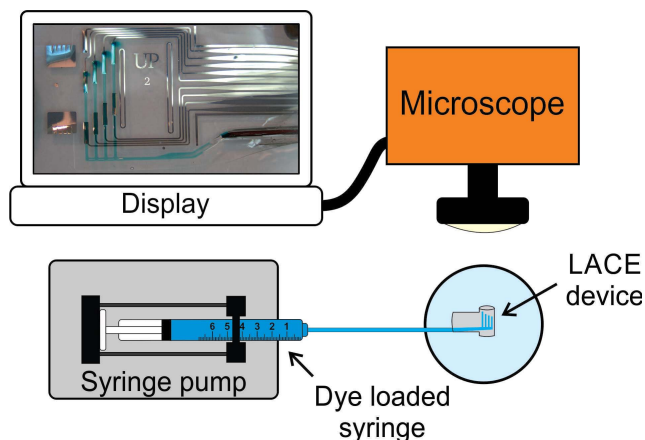 UP
2
Microscope
Display
LACE
device
6 5 4 3 2 1
Syringe pump
Dye loaded
syringe